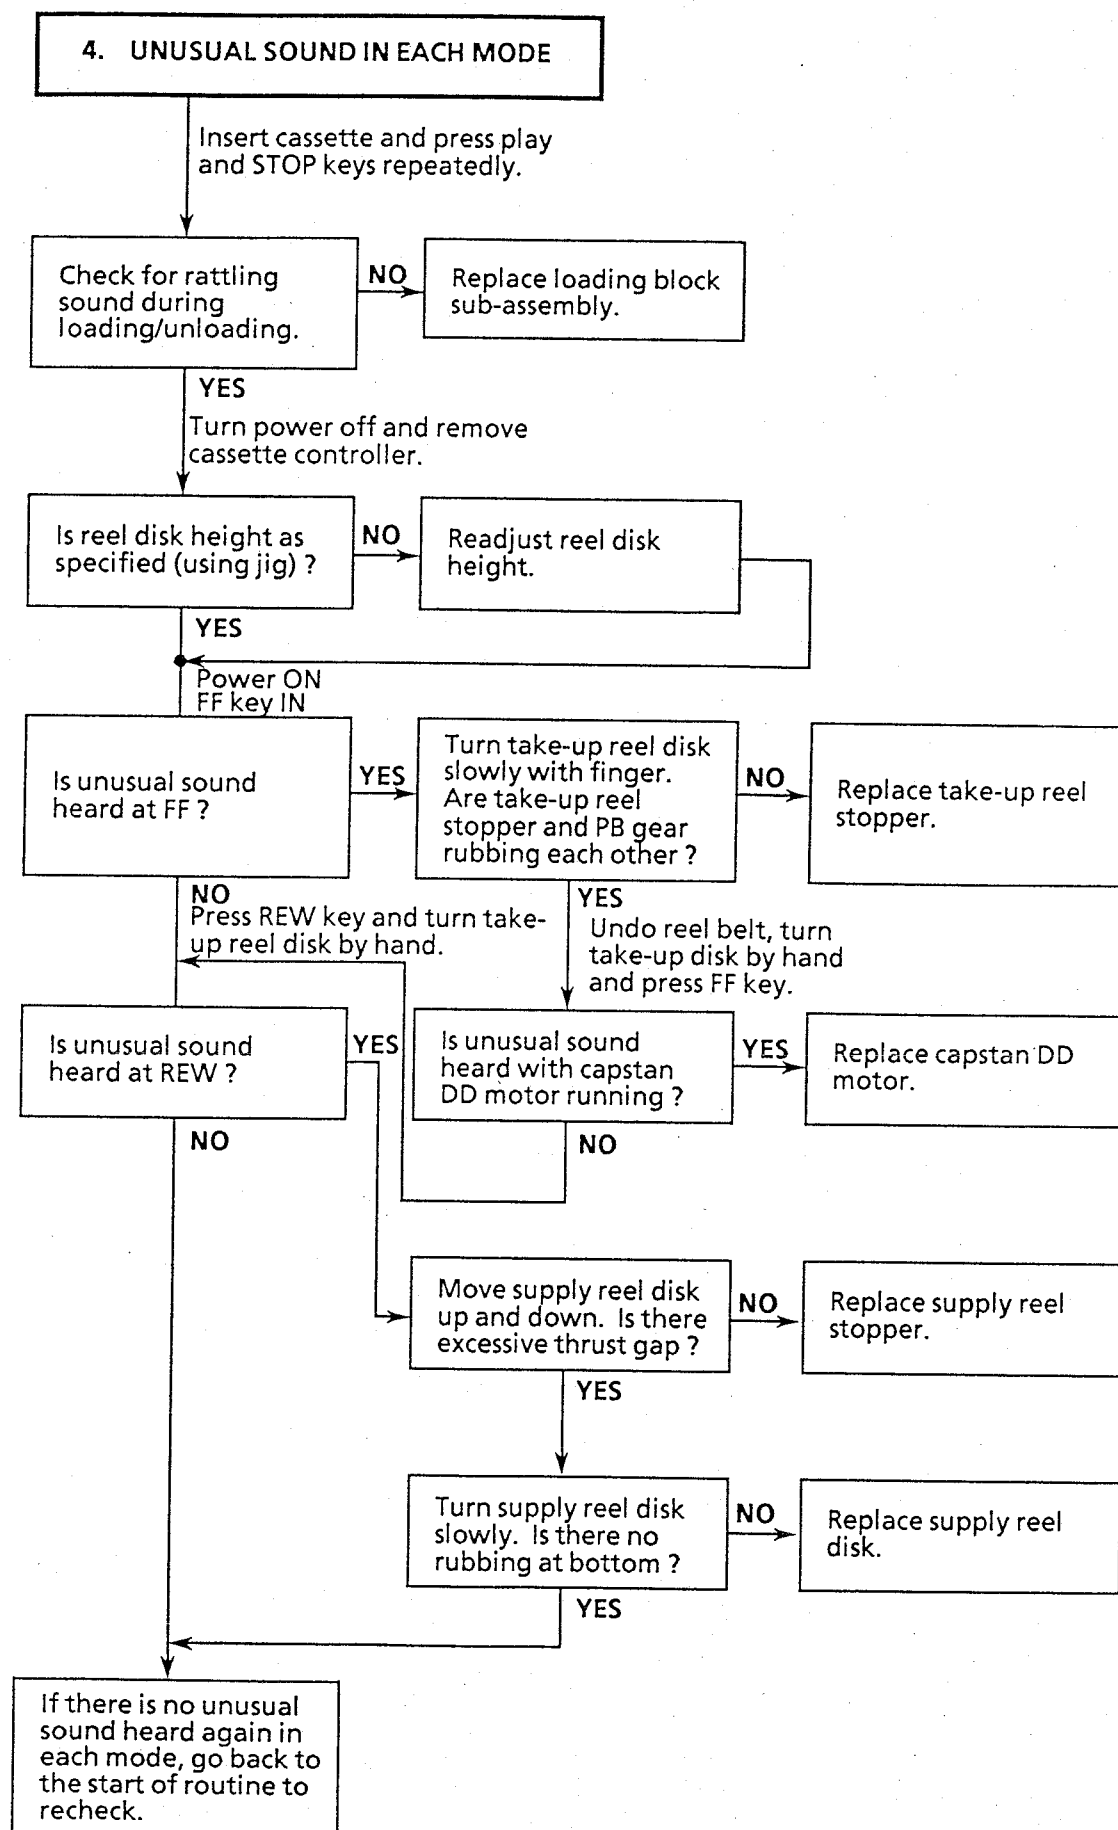 4. UNUSUAL SOUND IN EACH MODE
Insert cassette and press play
and STOP keys repeatedly.
Check for rattling
sound during
loading/unloading.
NO
Replace loading block
sub-assembly.
YES
Turn power off and remove
cassette controller.
Is reel disk height as
specified (using jig) ?
NO
Readjust reel disk
height.
YES
Power ON
FF key IN
Is unusual sound
heard at FF ?
YES
Turn take-up reel disk
slowly with finger.
Are take-up reel
stopper and PB gear
rubbing each other ?
NO
Replace take-up reel
stopper.
NO
Press REW key and turn take-
up reel disk by hand.
YES
Undo reel belt, turn
take-up disk by hand
and press FF key.
Is unusual sound
heard at REW ?
YES
Is unusual sound
heard with capstan
DD motor running ?
YES
Replace capstan DD
motor.
NO
NO
Move supply reel disk
up and down. Is there
excessive thrust gap ?
NO
Replace supply reel
stopper.
YES
Turn supply reel disk
slowly. Is there no
rubbing at bottom ?
NO
Replace supply reel
disk.
YES
If there is no unusual
sound heard again in
each mode, go back to
the start of routine to
recheck.